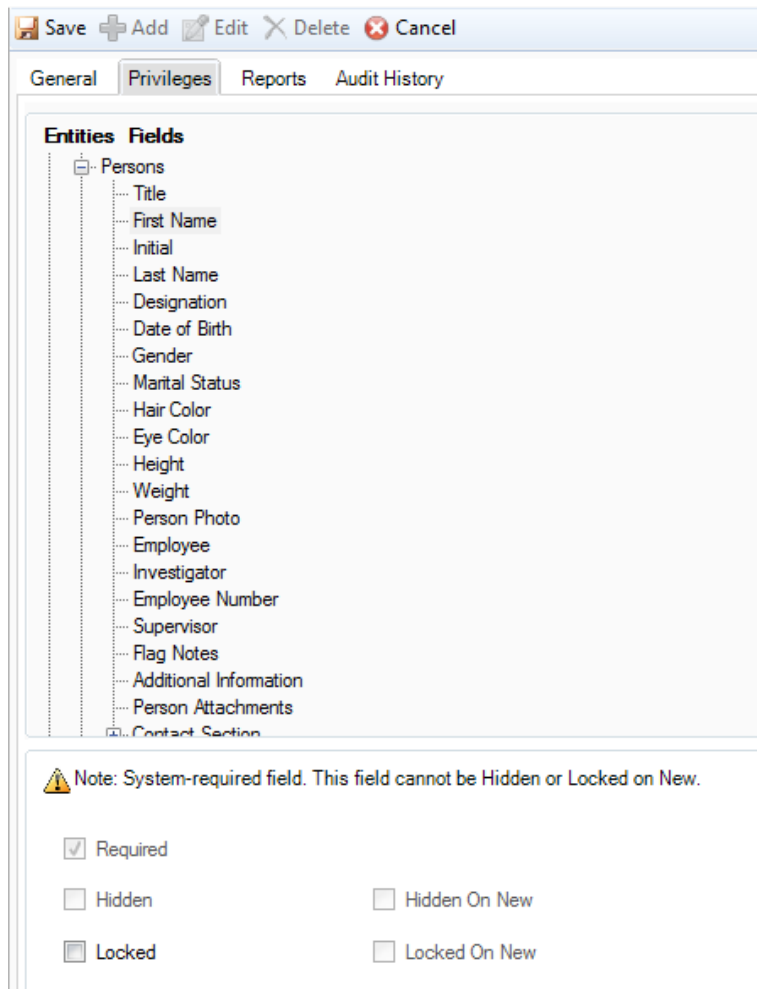 Save Add Edit Delete Cancel
General Privileges Reports Audit History
Entities Fields
Persons
Title
First Name
Initial
Last Name
Designation
Date of Birth
Gender
Marital Status
Hair Color
Eye Color
Height
Weight
Person Photo
Employee
Investigator
Employee Number
Supervisor
Flag Notes
Additional Information
Person Attachments
Contact Section
Note: System-required field. This field cannot be Hidden or Locked on New.
Required
Hidden Hidden On New
Locked Locked On New